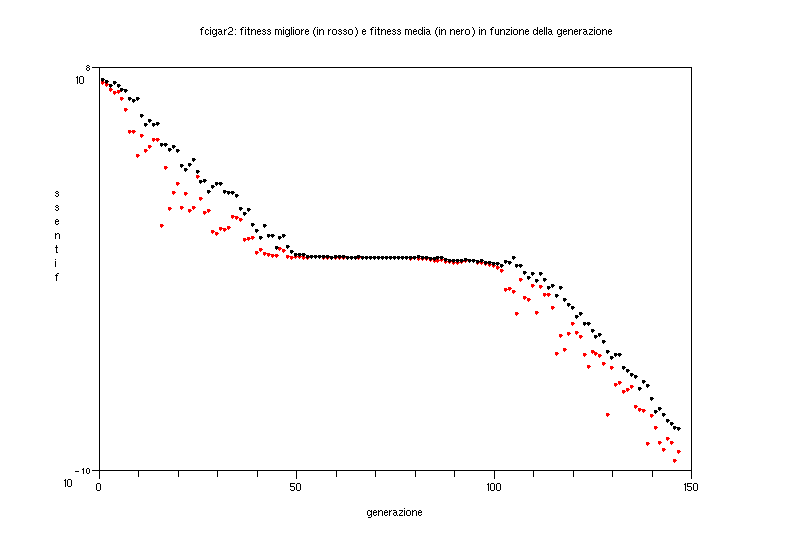 fcigar2: fitness migliore (in rosso) e fitness media (in nero) in funzione della generazione
8
10
s
s
e
n
t
i
f
-10
10
0
50
100
150
generazione